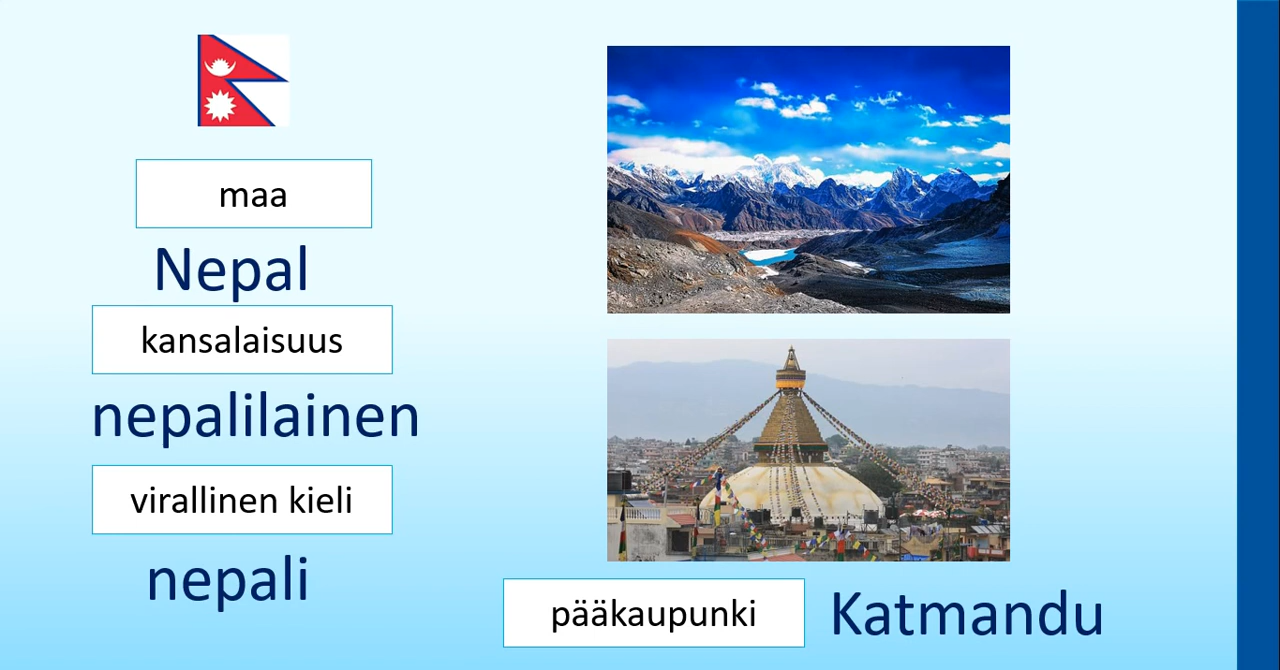 maa
Nepal
kansalaisuus
nepalilainen
virallinen kieli
nepali
pääkaupunki
Katmandu